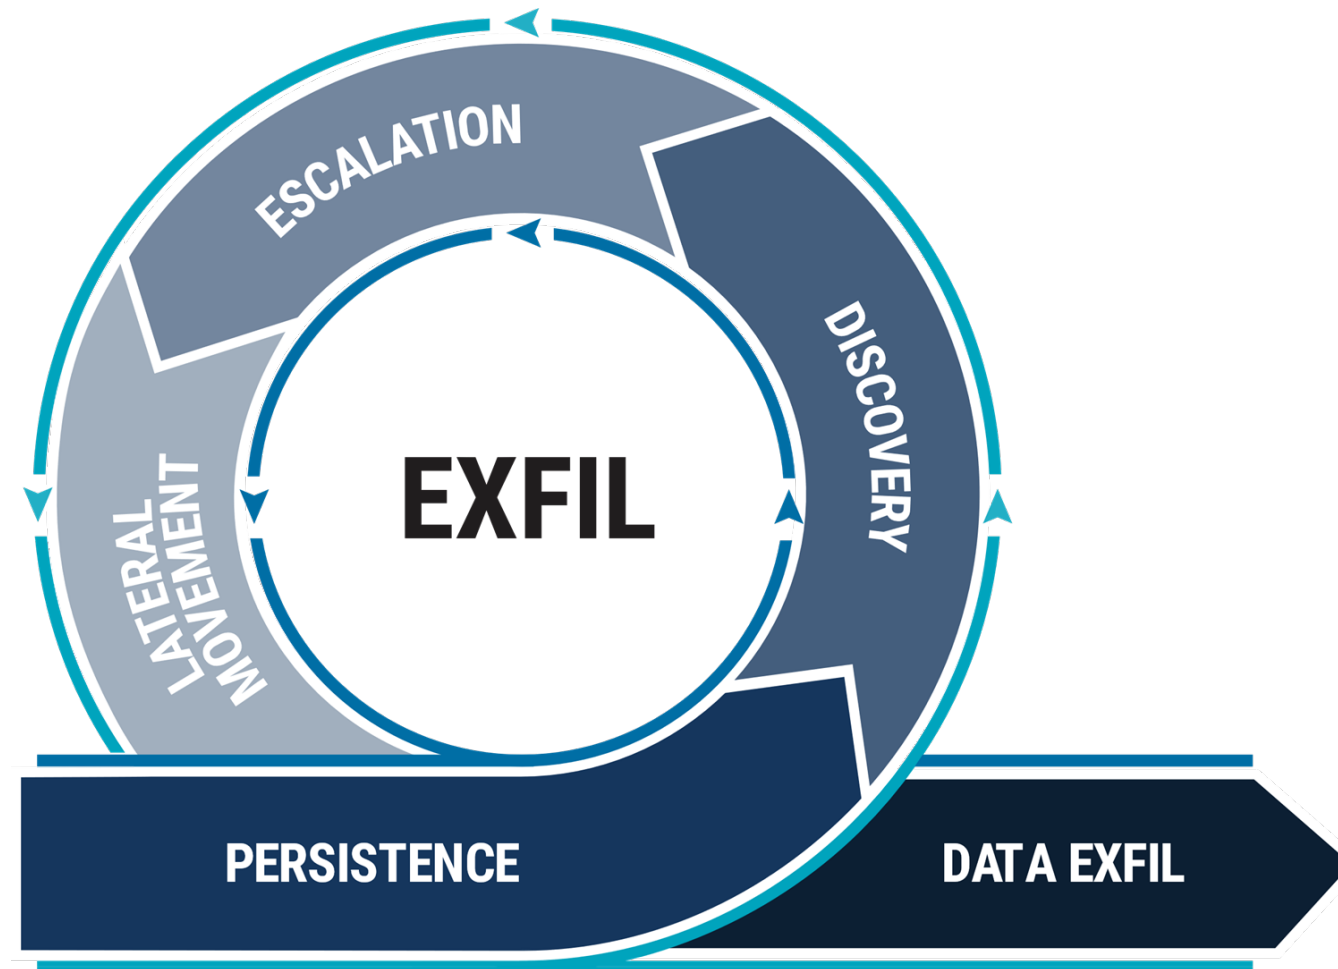 ESCALATION
DISCOVERY
EXFIL
LATERAL
MOVEMENT
PERSISTENCE
DATA EXFIL